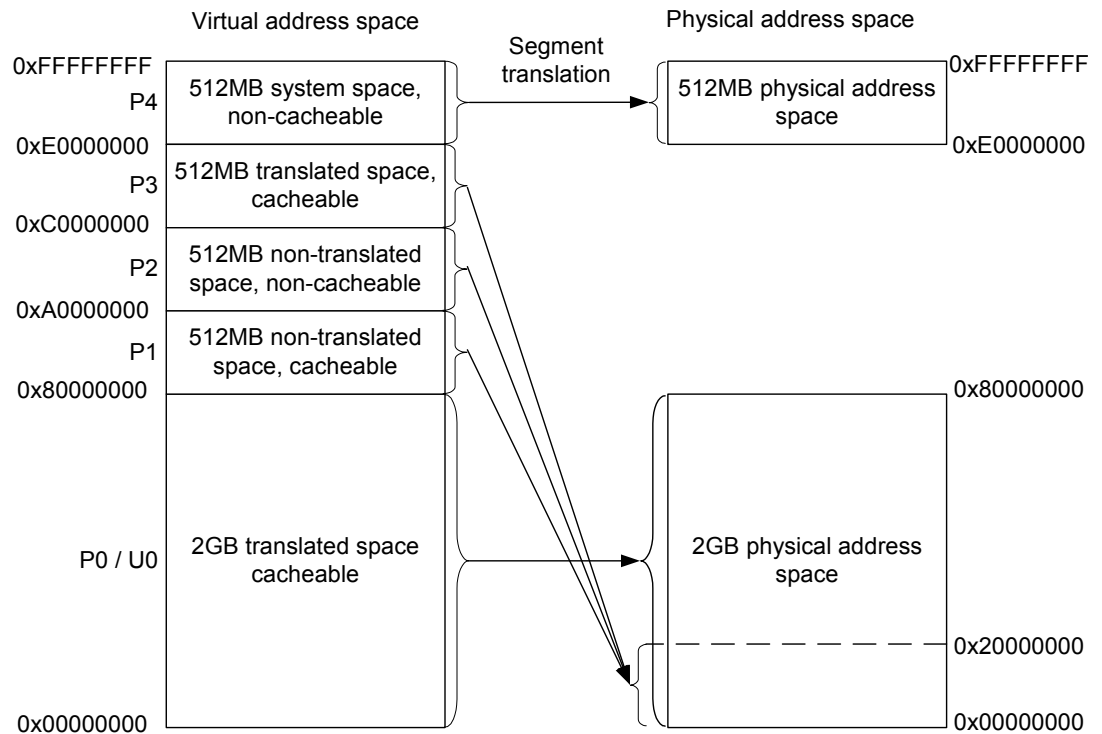 Virtual address space
Physical address space
Segment
translation
0xFFFFFFFF
P4
512MB system space,
non-cacheable
512MB physical address
space
0xFFFFFFFF
0xE0000000
0xE0000000
P3
512MB translated space,
cacheable
0xC0000000
P2
512MB non-translated
space, non-cacheable
0xA0000000
P1
512MB non-translated
space, cacheable
0x80000000
0x80000000
P0 / U0
2GB translated space
cacheable
2GB physical address
space
0x20000000
0x00000000
0x00000000